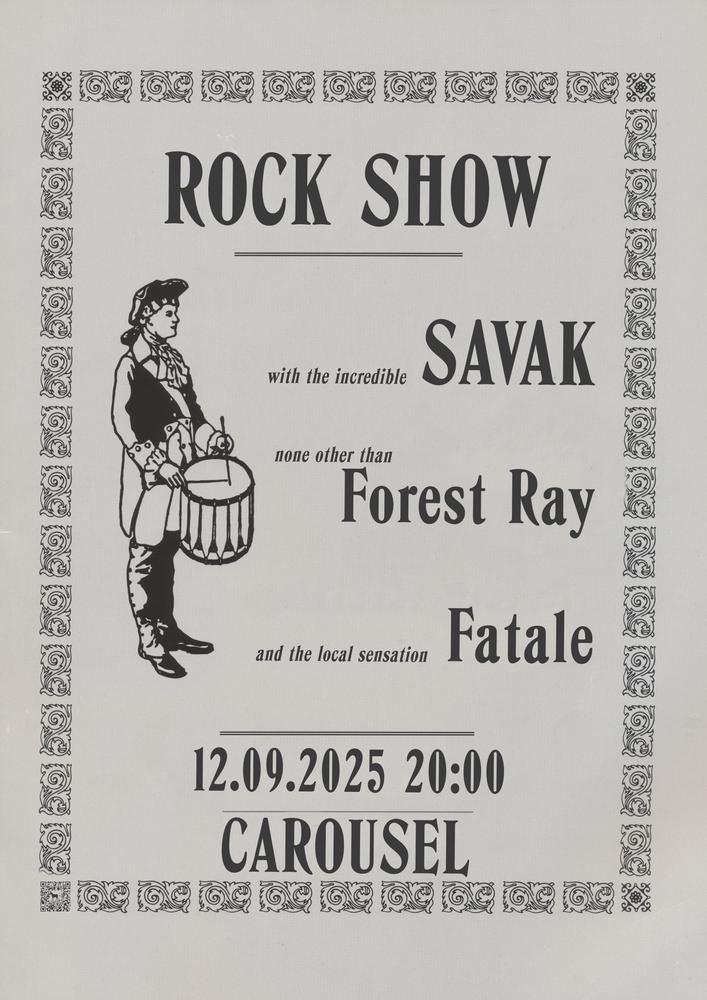 ROCK SHOW
with the incredible SAVAK
none other than
Forest Ray
and the local sensation Fatale
12.09.2025 20:00
CAROUSEL